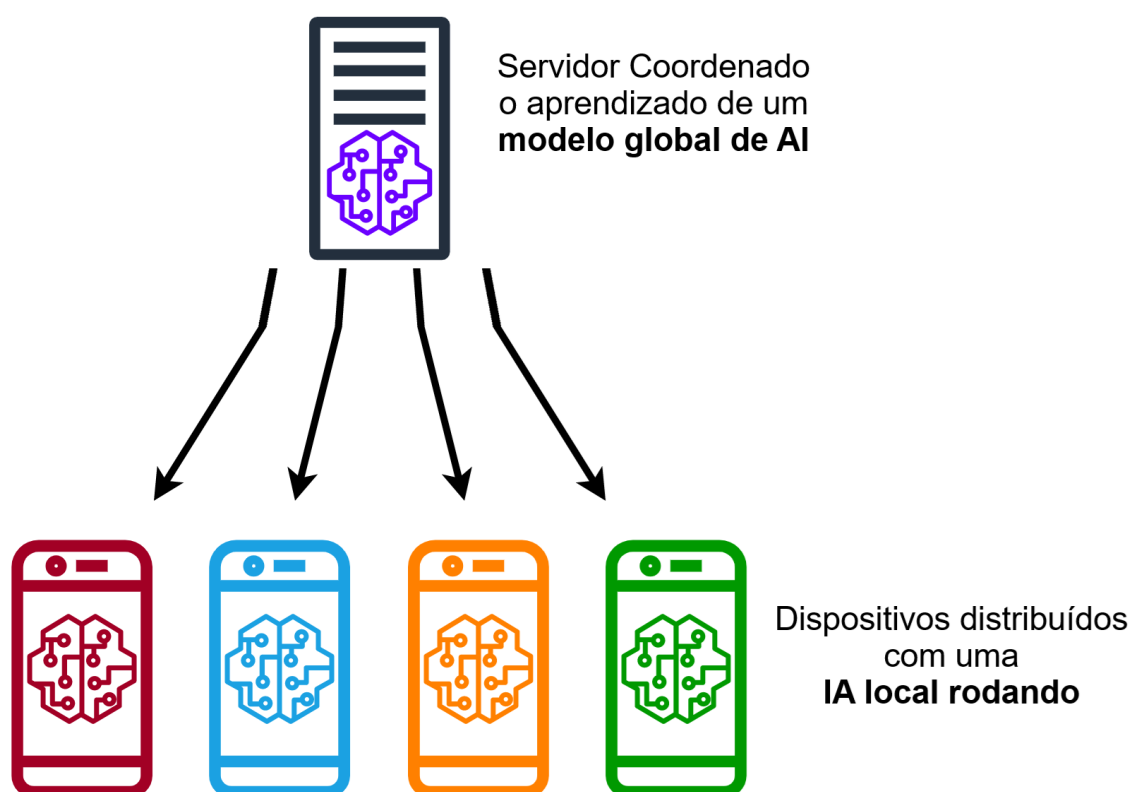 Servidor Coordenado
o aprendizado de um
modelo global de AI
Dispositivos distribuídos
com uma
IA local rodando